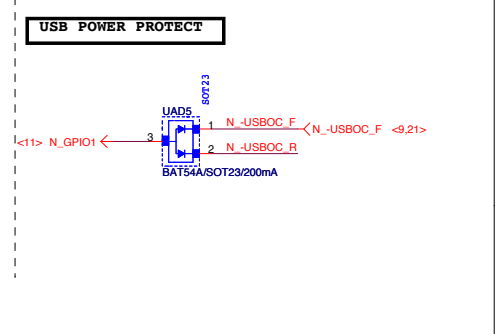 USB POWER PROTECT
SOT23
UAD5
1 N_-USBOC_F N_-USBOC_F <9,21>
<11> N_GPIO1 3
2 N_-USBOC_R
BAT54A/SOT23/200mA